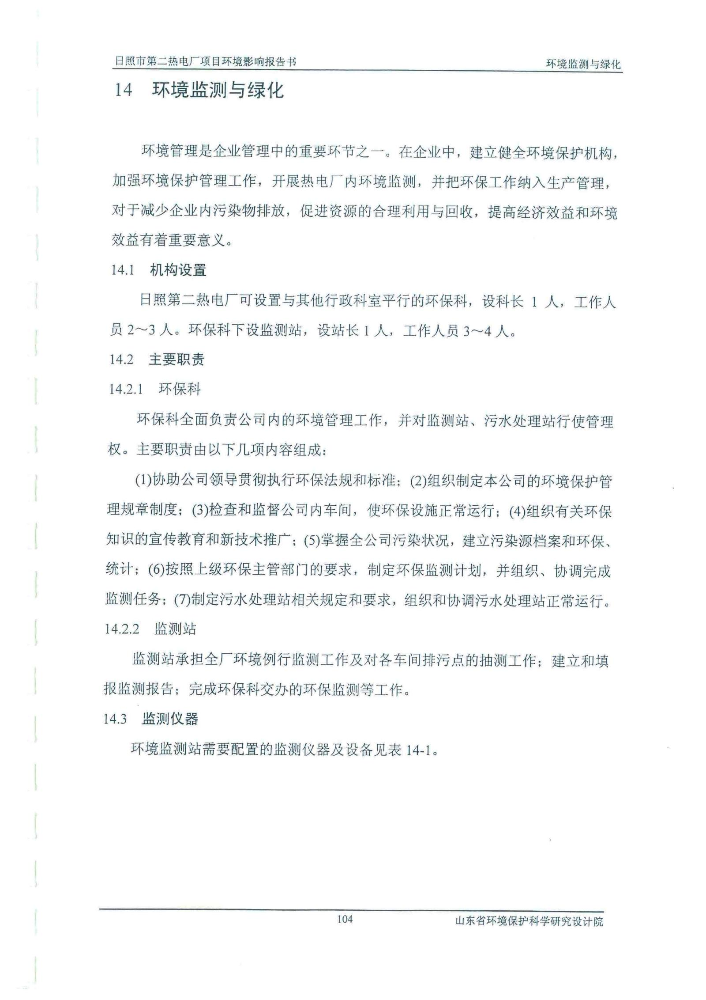 日照市第二热电厂项目环境影响报告书
环境监测与绿化
14 环境监测与绿化
环境管理是企业管理中的重要环节之一。在企业中，建立健全环境保护机构，
加强环境保护管理工作，开展热电厂内环境监测，并把环保工作纳入生产管理，
对于减少企业内污染物排放，促进资源的合理利用与回收，提高经济效益和环境
效益有着重要意义。
14.1 机构设置
日照第二热电厂可设置与其他行政科室平行的环保科，设科长 1 人，工作人
员 2～3 人。环保科下设监测站，设站长 1 人，工作人员 3～4 人。
14.2 主要职责
14.2.1 环保科
环保科全面负责公司内的环境管理工作，并对监测站、污水处理站行使管理
权。主要职责由以下几项内容组成：
(1)协助公司领导贯彻执行环保法规和标准；(2)组织制定本公司的环境保护管
理规章制度；(3)检查和监督公司内车间，使环保设施正常运行；(4)组织有关环保
知识的宣传教育和新技术推广；(5)掌握全公司污染状况，建立污染源档案和环保、
统计；(6)按照上级环保主管部门的要求，制定环保监测计划，并组织、协调完成
监测任务；(7)制定污水处理站相关规定和要求，组织和协调污水处理站正常运行。
14.2.2 监测站
监测站承担全厂环境例行监测工作及对各车间排污点的抽测工作；建立和填
报监测报告；完成环保科交办的环保监测等工作。
14.3 监测仪器
环境监测站需要配置的监测仪器及设备见表 14-1。
104
山东省环境保护科学研究设计院